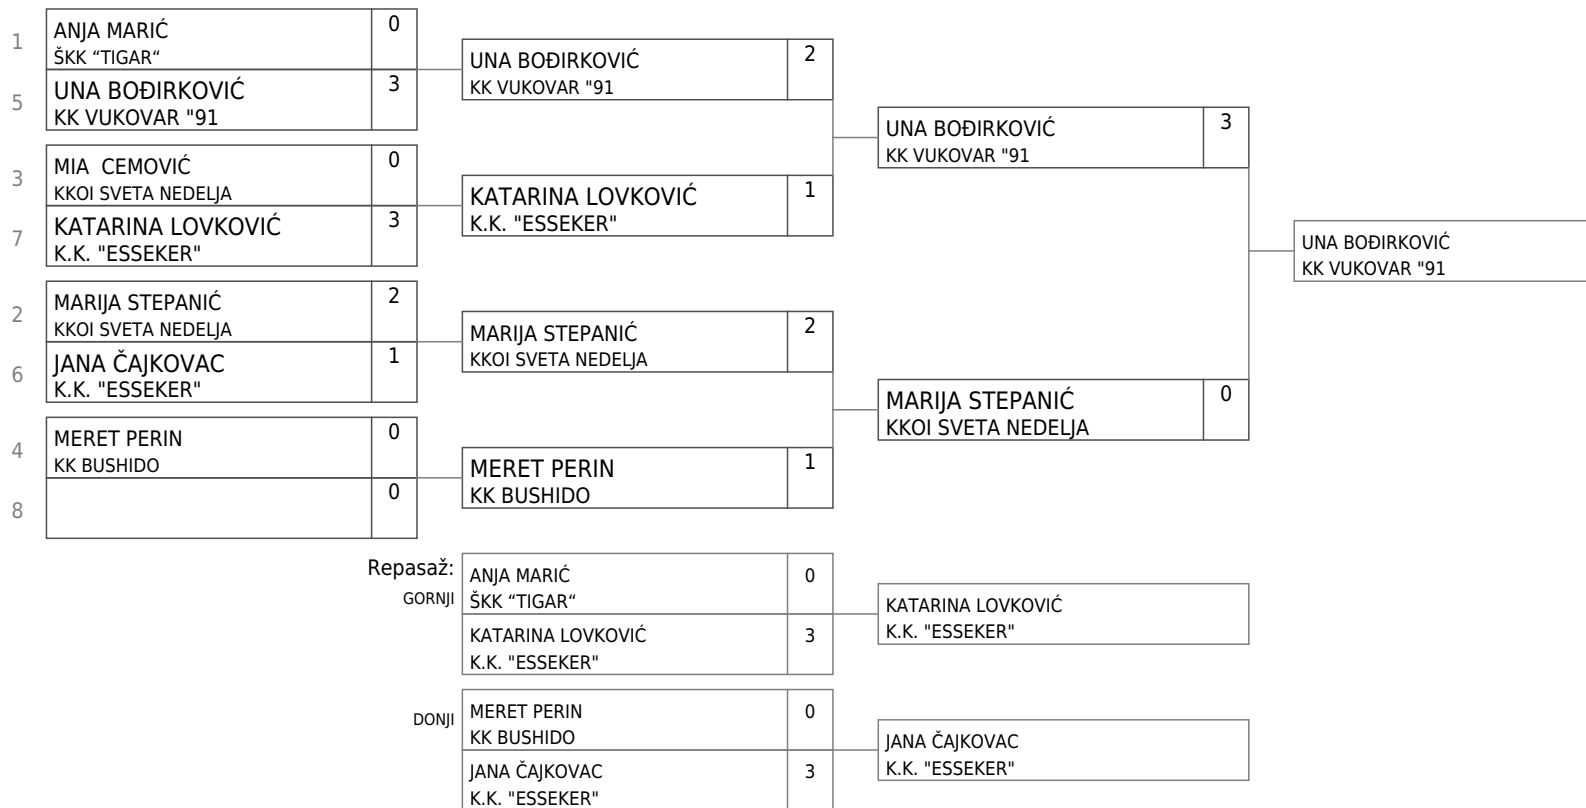 1
ANJA MARIĆ
0
ŠKK “TIGAR“
5
UNA BOĐIRKOVIĆ
3
KK VUKOVAR "91
3
MIA  CEMOVIĆ
0
KKOI SVETA NEDELJA
7
KATARINA LOVKOVIĆ
3
K.K. "ESSEKER"
2
MARIJA STEPANIĆ
2
KKOI SVETA NEDELJA
6
JANA ČAJKOVAC
1
K.K. "ESSEKER"
4
MERET PERIN
0
KK BUSHIDO
8
0
UNA BOĐIRKOVIĆ
2
KK VUKOVAR "91
KATARINA LOVKOVIĆ
1
K.K. "ESSEKER"
MARIJA STEPANIĆ
2
KKOI SVETA NEDELJA
MERET PERIN
1
KK BUSHIDO
UNA BOĐIRKOVIĆ
3
KK VUKOVAR "91
MARIJA STEPANIĆ
0
KKOI SVETA NEDELJA
UNA BOĐIRKOVIĆ
KK VUKOVAR "91
Repasaž:
GORNJI
ANJA MARIĆ
0
ŠKK “TIGAR“
KATARINA LOVKOVIĆ
3
K.K. "ESSEKER"
KATARINA LOVKOVIĆ
K.K. "ESSEKER"
DONJI
MERET PERIN
0
KK BUSHIDO
JANA ČAJKOVAC
3
K.K. "ESSEKER"
JANA ČAJKOVAC
K.K. "ESSEKER"